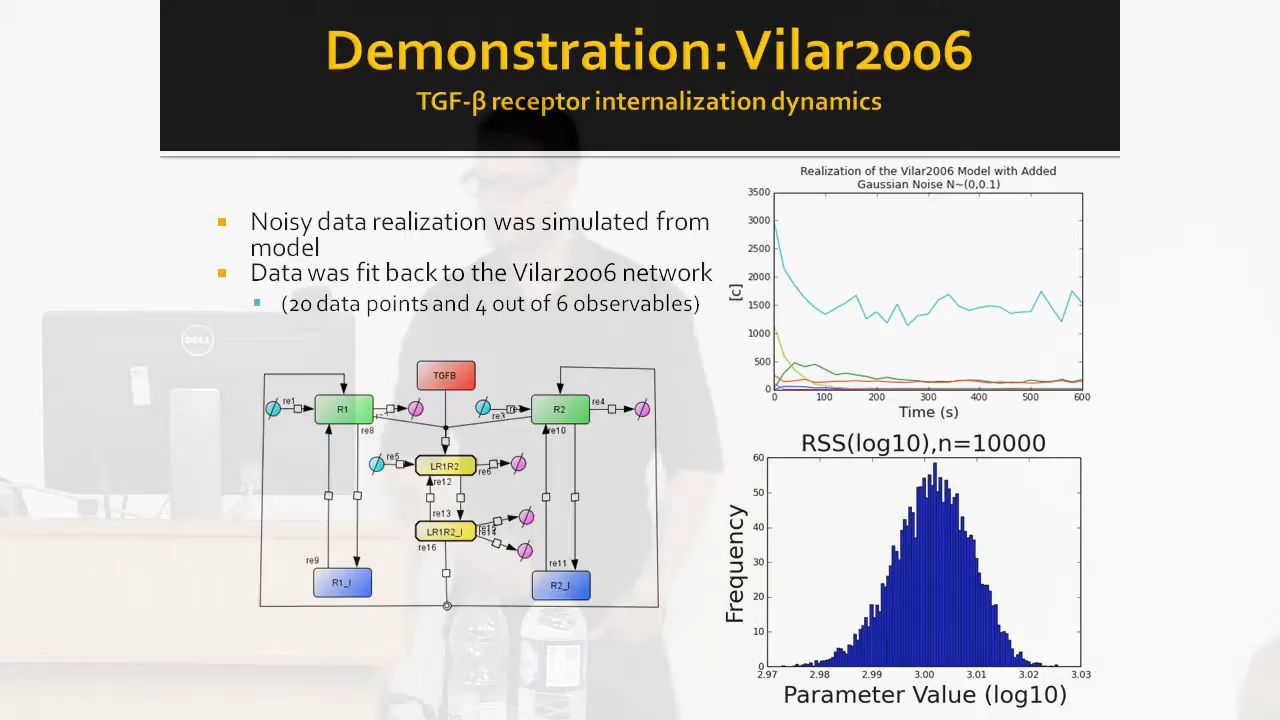 Demonstration: Vilar2006
TGF-β receptor internalization dynamics
Noisy data realization was simulated from
model
Data was fit back to the Vilar2006 network
(20 data points and 4 out of 6 observables)
DELL
TGFB
re1
R1
re8
re3
R2
re4
re10
re5
LR1R2
re6
re12
re13
LR1R2_I
re14
re16
re9
R1_I
re11
R2_I
Realization of the Vilar2006 Model with Added
Gaussian Noise N~(0,0.1)
3500
3000
2500
2000
1500
1000
500
0
[c]
0 100 200 300 400 500 600
Time (s)
RSS(log10),n=10000
60
50
40
30
20
10
0
Frequency
2.97 2.98 2.99 3.00 3.01 3.02 3.03
Parameter Value (log10)